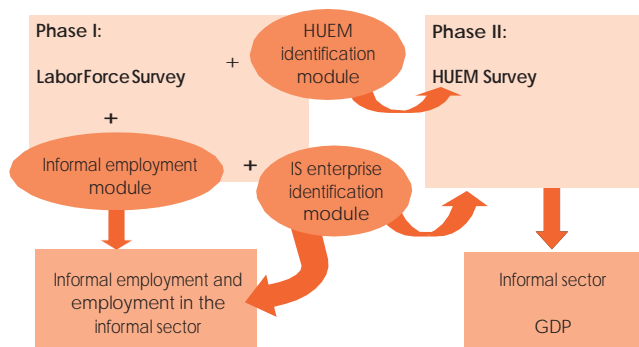 Phase I:
LaborForceSurvey
+
+
HUEM
identification
module
Phase II:
HUEM Survey
Informal employment
module
+
IS enterprise
identification
module
Informal employment and
employment in the
informal sector
Informal sector
GDP